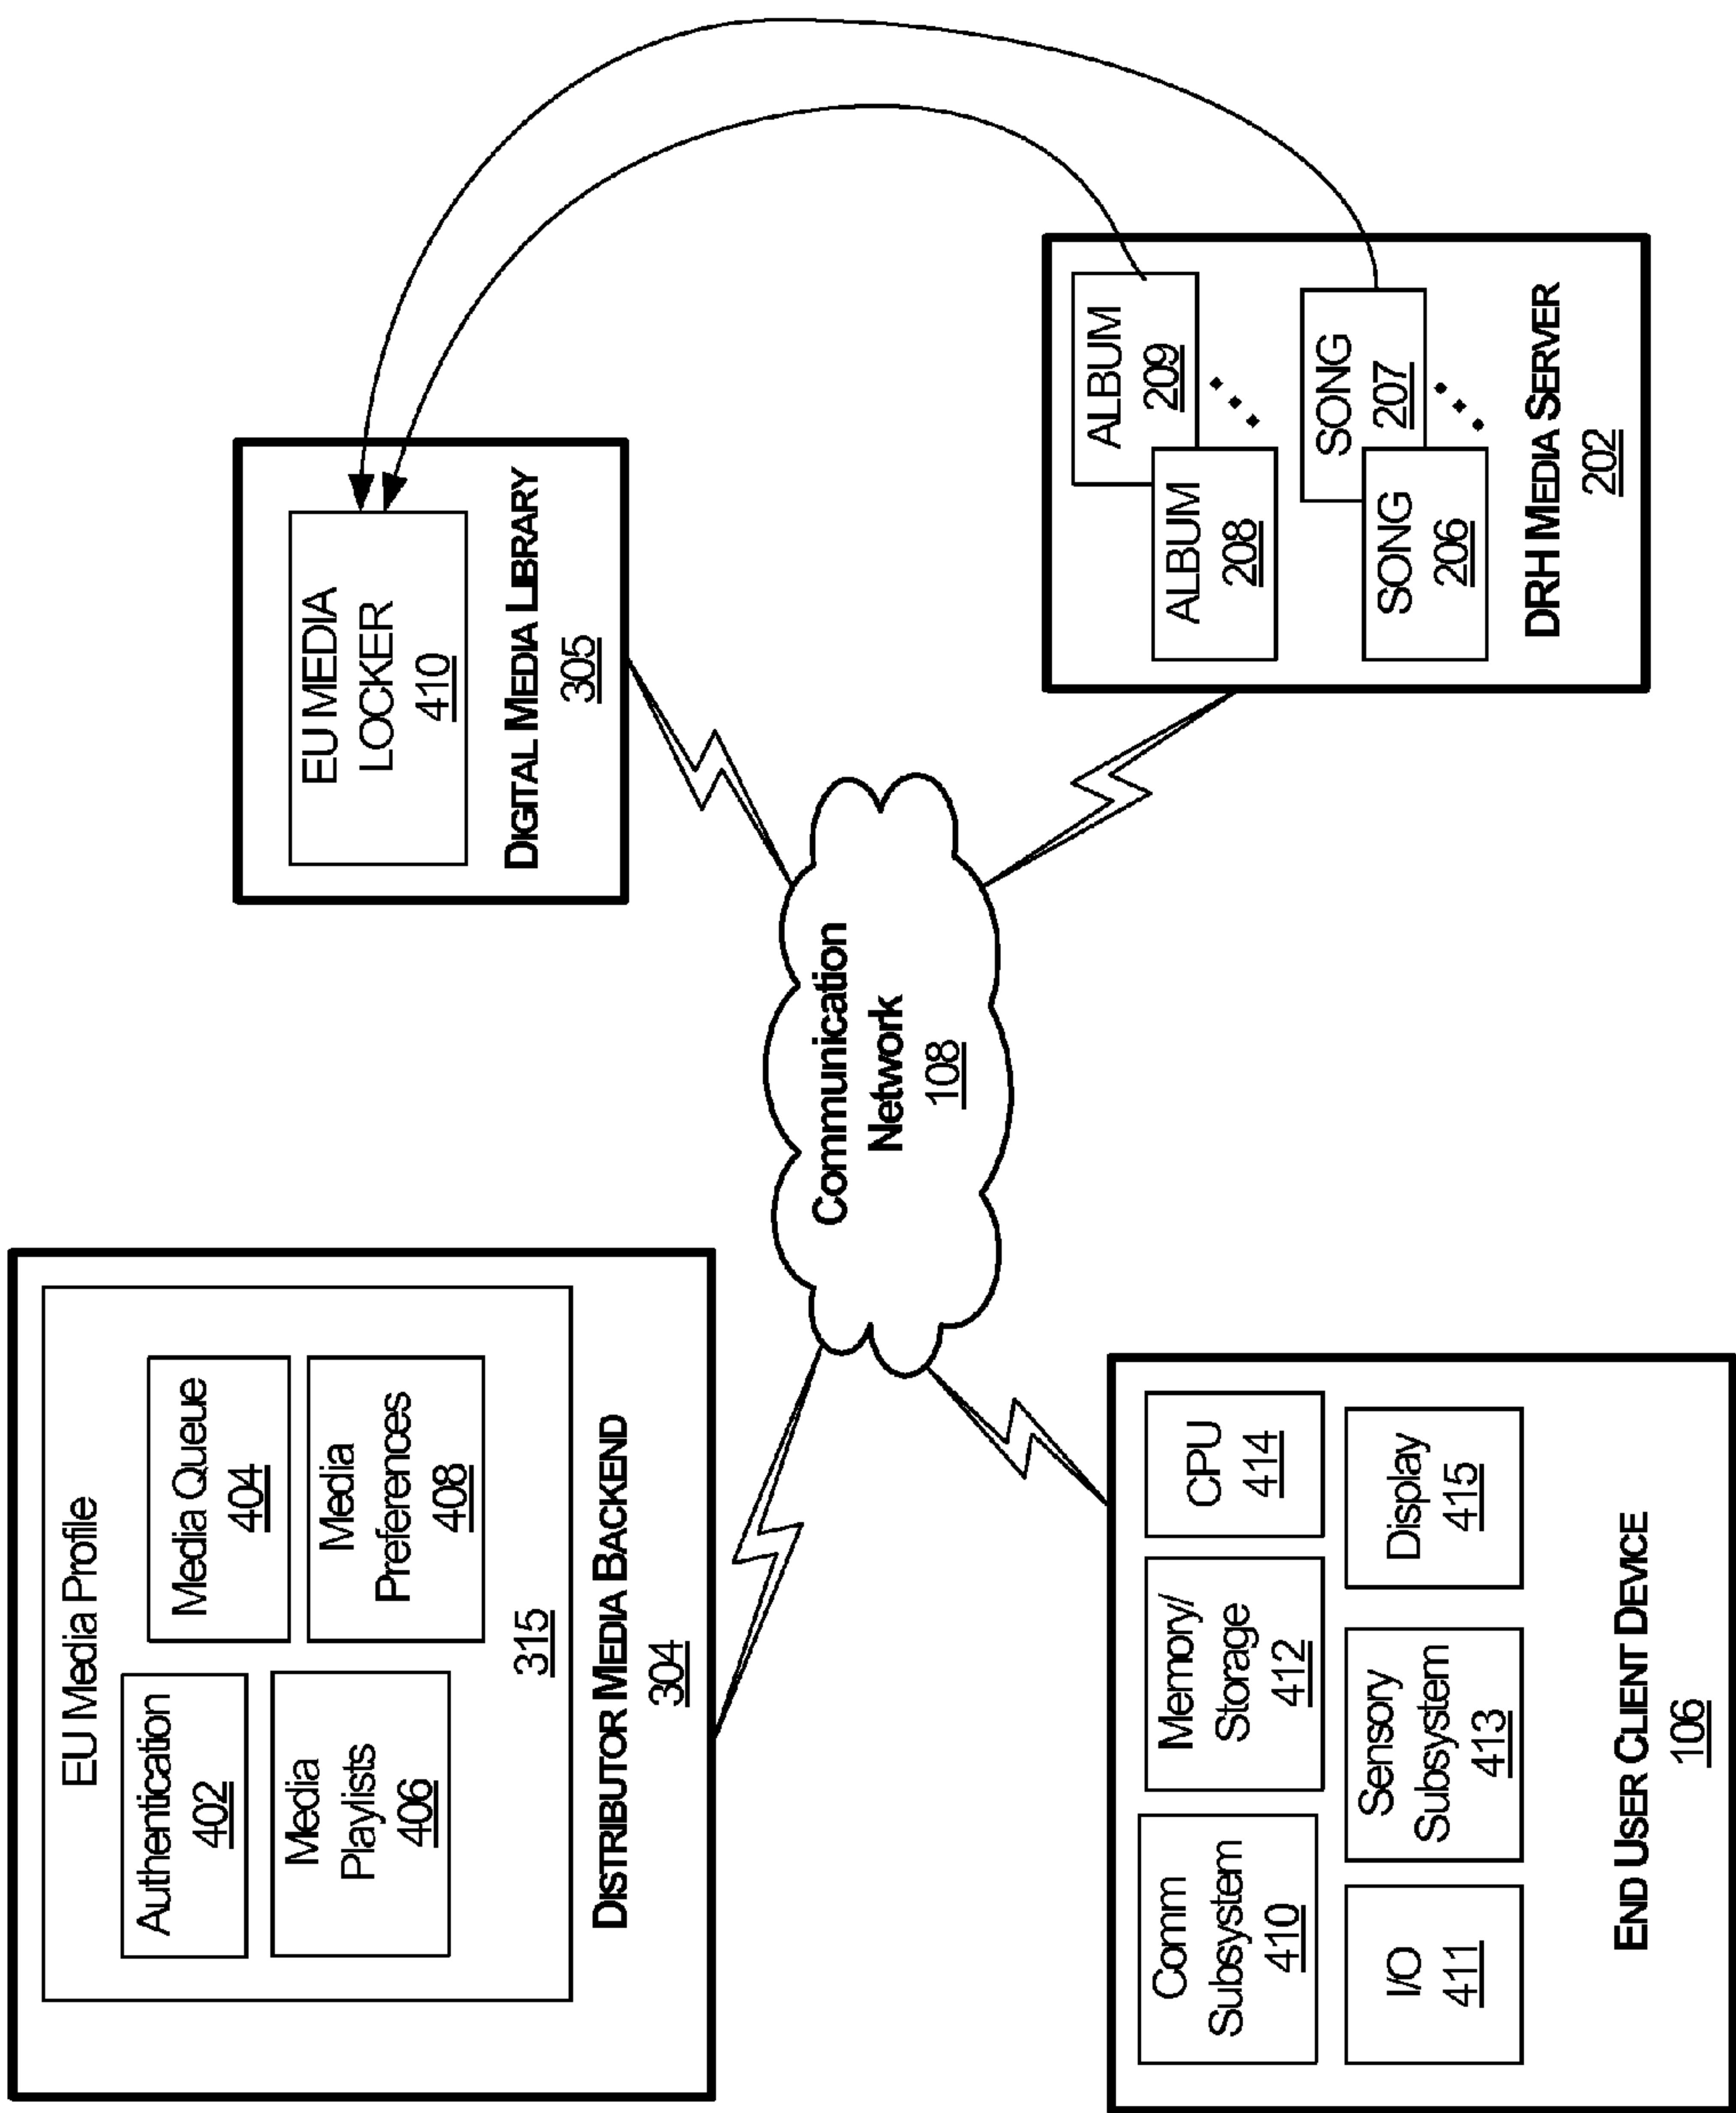 EU Media Profile
Authentication
402
Media Queue
404
Media
Playlists
406
Media
Preferences
408
315
DISTRIBUTOR MEDIA BACKEND
304
EU MEDIA
LOCKER
410
DIGITAL MEDIA LIBRARY
305
Communication
Network
108
Comm
Subsystem
410
Memory/
Storage
412
CPU
414
I/O
411
Sensory
Subsystem
413
Display
415
END USER CLIENT DEVICE
106
ALBUM
209
ALBUM
208
SONG
207
SONG
206
DRH MEDIA SERVER
202